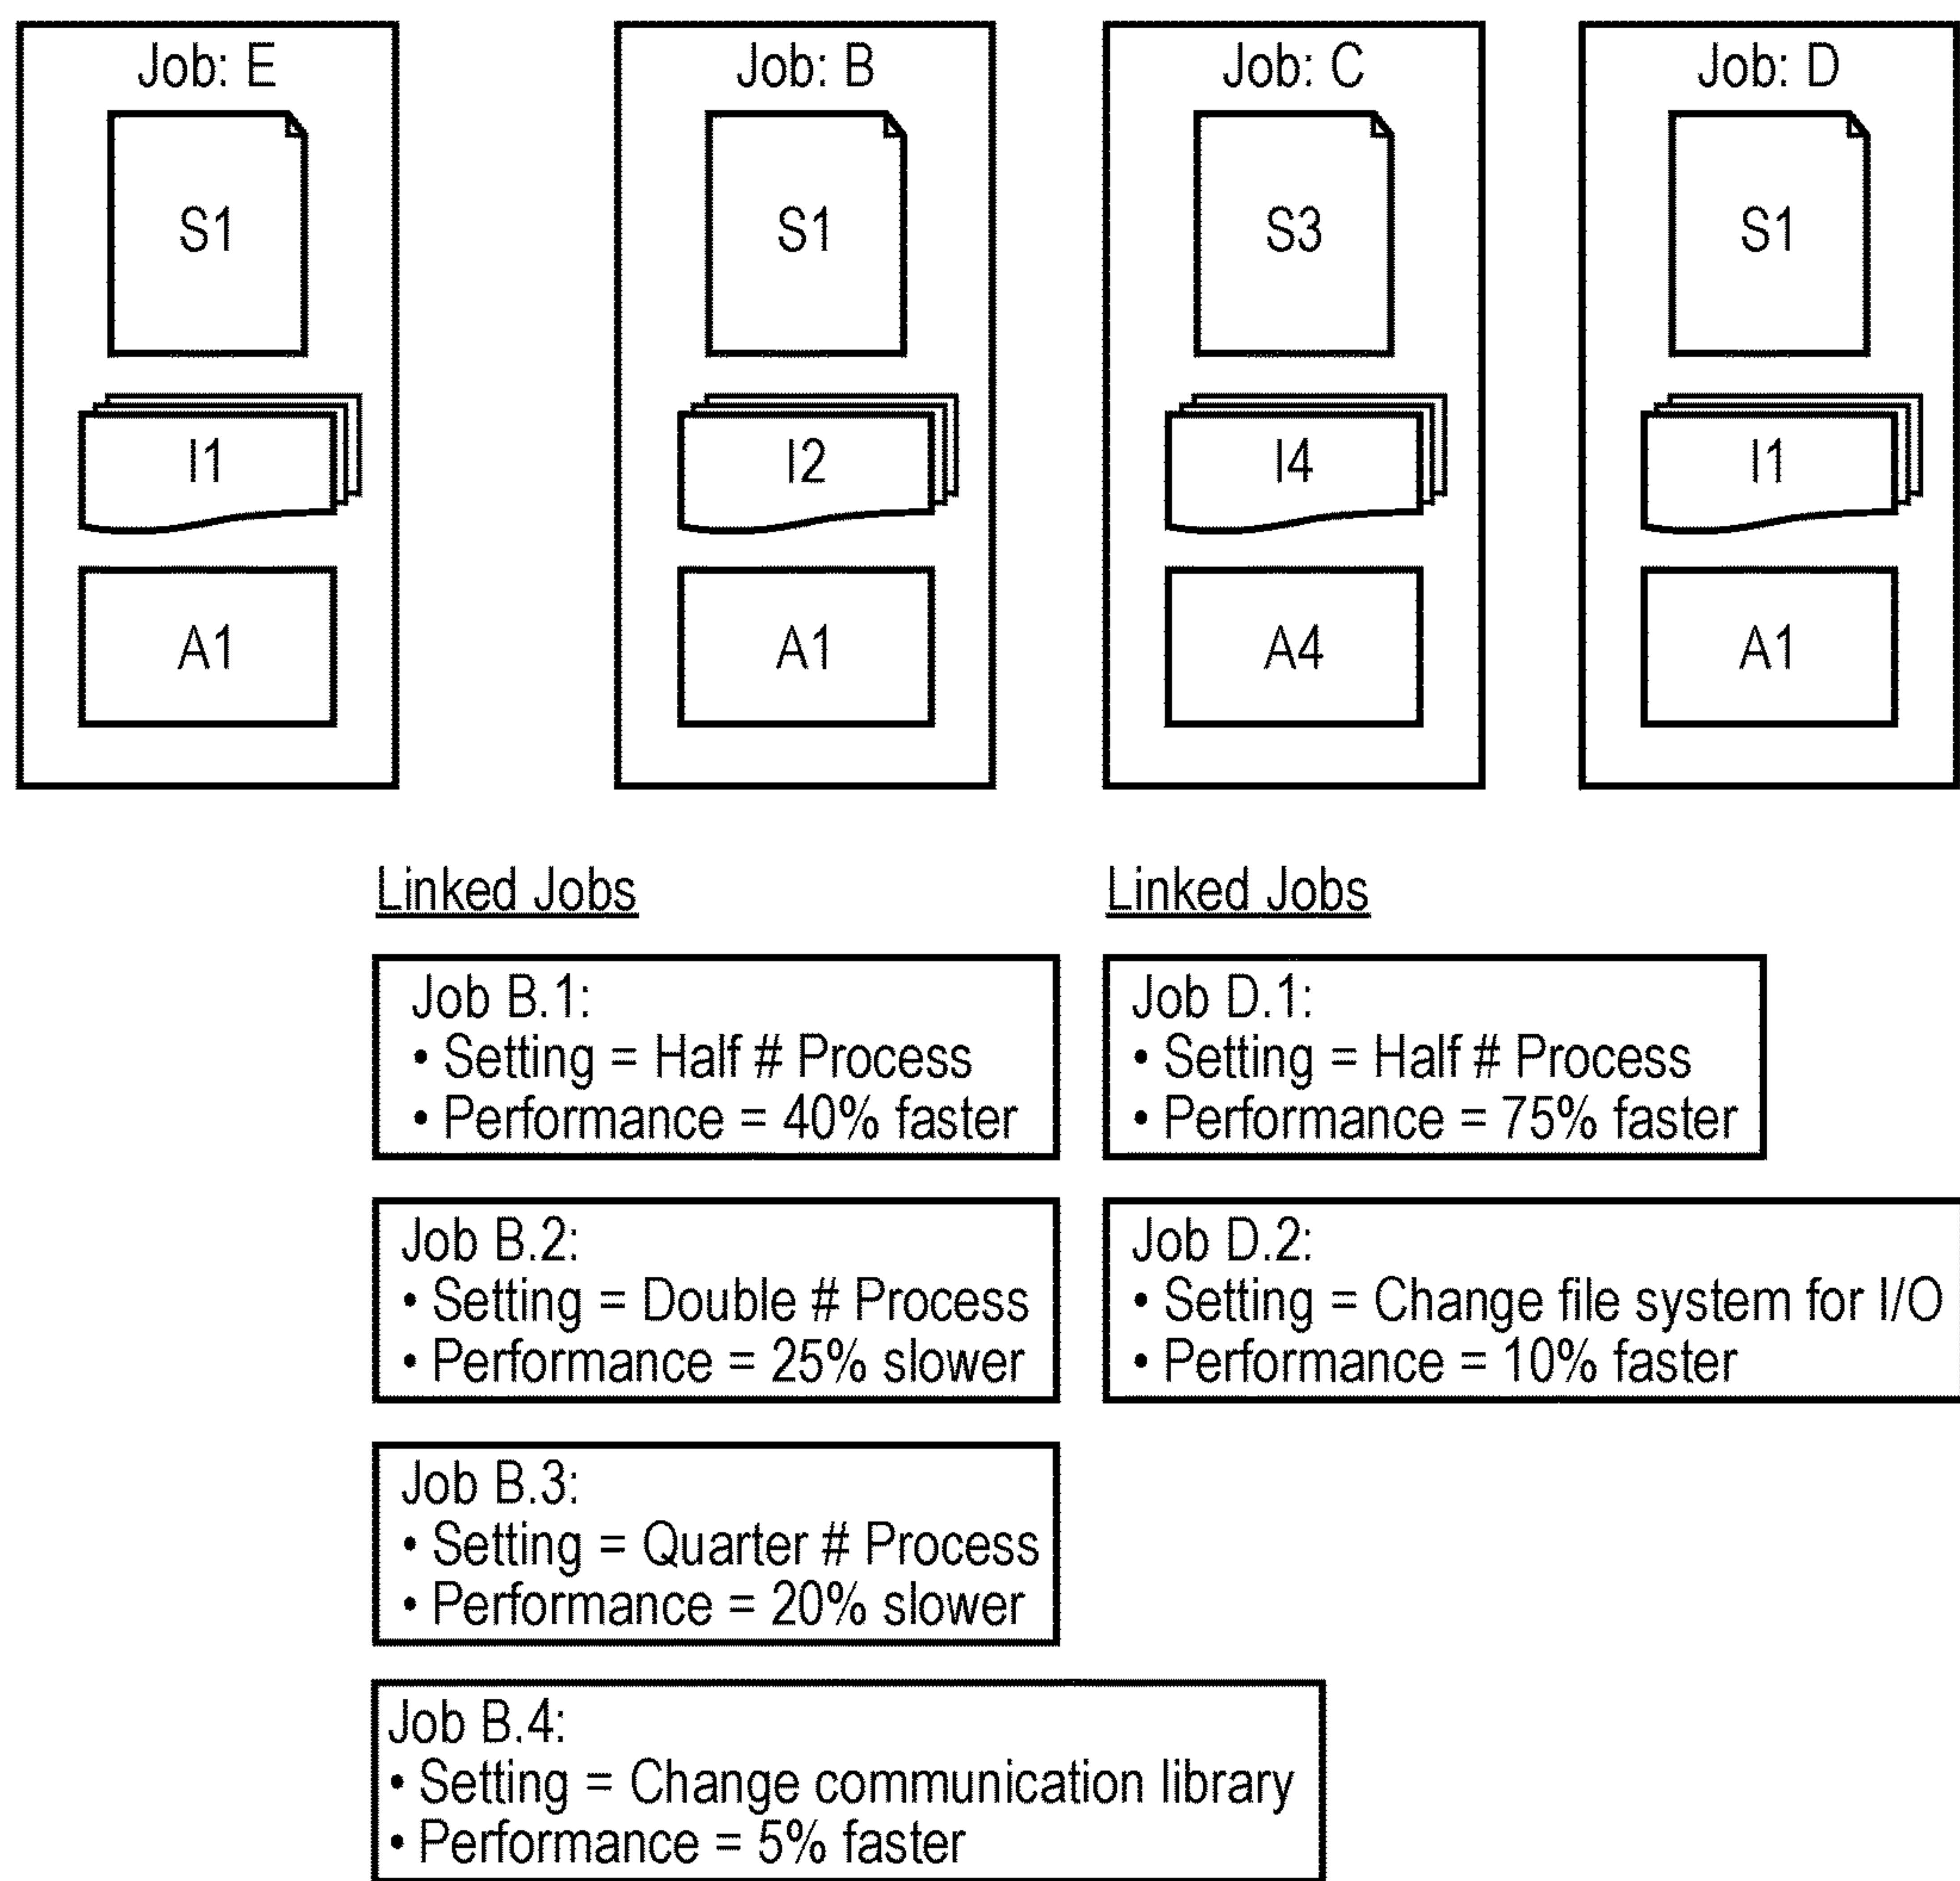 Job: E
S1
I1
A1
Job: B
S1
I2
A1
Job: C
S3
I4
A4
Job: D
S1
I1
A1
Linked Jobs
Job B.1:
• Setting = Half # Process
• Performance = 40% faster
Job B.2:
• Setting = Double # Process
• Performance = 25% slower
Job B.3:
• Setting = Quarter # Process
• Performance = 20% slower
Job B.4:
• Setting = Change communication library
• Performance = 5% faster
Linked Jobs
Job D.1:
• Setting = Half # Process
• Performance = 75% faster
Job D.2:
• Setting = Change file system for I/O
• Performance = 10% faster